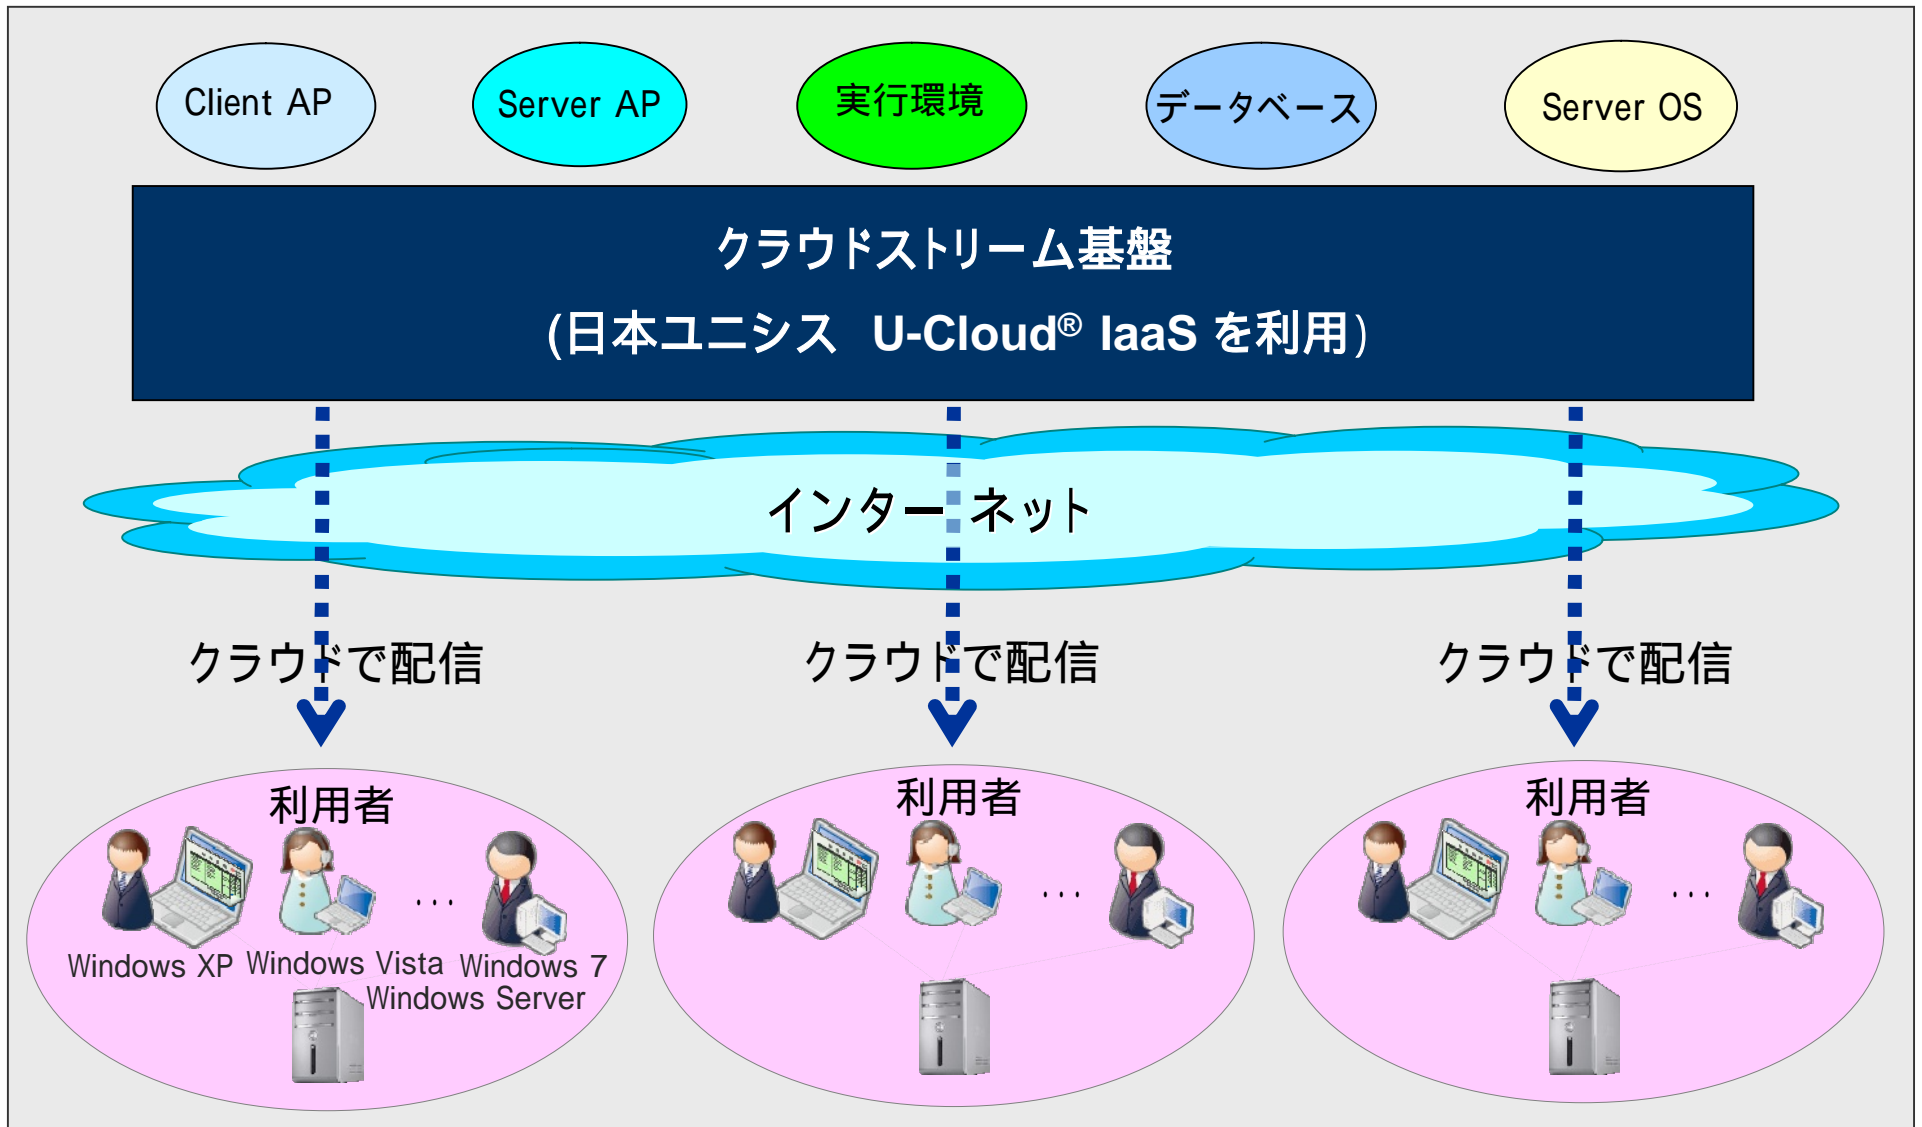 Client AP
Server AP
実行環境
データベース
Server OS
クラウドストリーム基盤
(日本ユニシス U-Cloud® IaaS を利用)
インターネット
クラウドで配信
クラウドで配信
クラウドで配信
利用者
利用者
利用者
...
...
...
Windows XP
Windows Vista
Windows 7
Windows Server